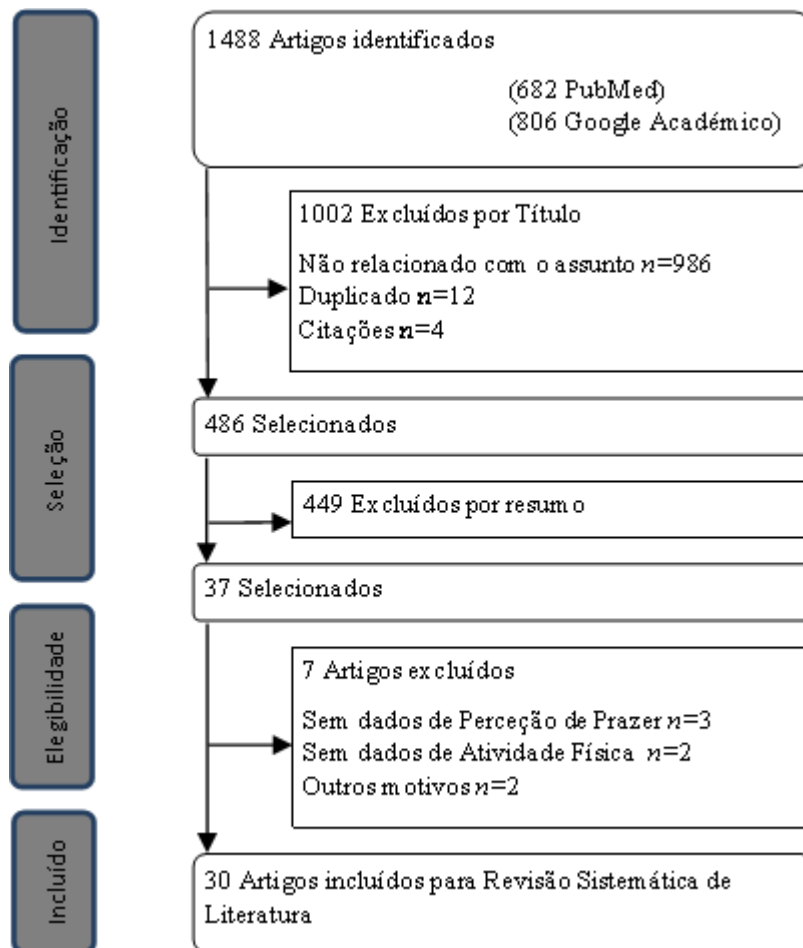 Identificação
1488 Artigos identificados
(682 PubMed)
(806 Google Académico)
1002 Excluídos por Título
Não relacionado com o assunto n=986
Duplicado n=12
Citações n=4
Seleção
486 Selecionados
449 Excluídos por resumo
37 Selecionados
Elegibilidade
7 Artigos excluídos
Sem dados de Perceção de Prazer n=3
Sem dados de Atividade Física n=2
Outros motivos n=2
Incluído
30 Artigos incluídos para Revisão Sistemática de
Literatura